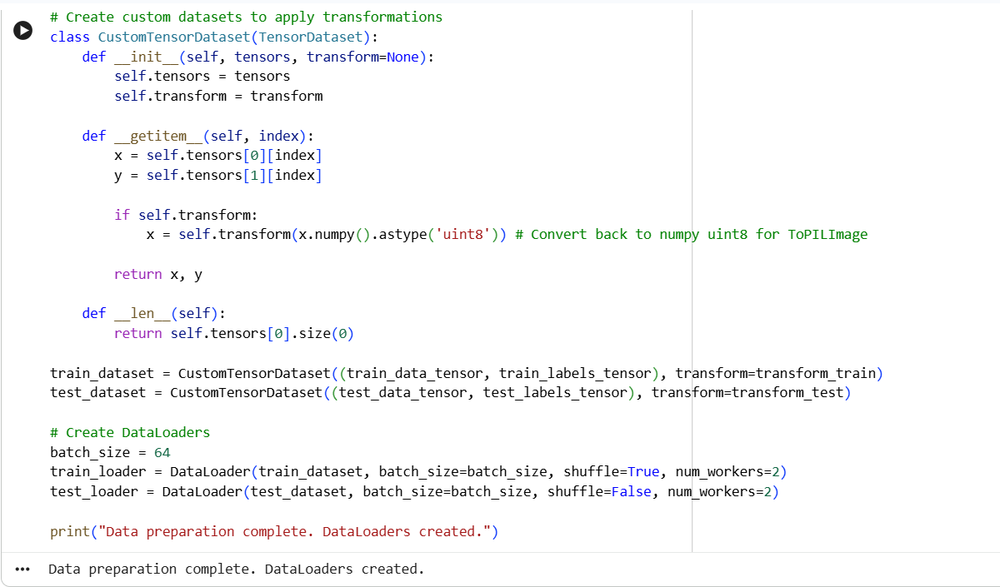 # Create custom datasets to apply transformations
class CustomTensorDataset(TensorDataset):
    def __init__(self, tensors, transform=None):
        self.tensors = tensors
        self.transform = transform

    def __getitem__(self, index):
        x = self.tensors[0][index]
        y = self.tensors[1][index]

        if self.transform:
            x = self.transform(x.numpy().astype('uint8')) # Convert back to numpy uint8 for ToPILImage

        return x, y

    def __len__(self):
        return self.tensors[0].size(0)

train_dataset = CustomTensorDataset((train_data_tensor, train_labels_tensor), transform=transform_train)
test_dataset = CustomTensorDataset((test_data_tensor, test_labels_tensor), transform=transform_test)

# Create DataLoaders
batch_size = 64
train_loader = DataLoader(train_dataset, batch_size=batch_size, shuffle=True, num_workers=2)
test_loader = DataLoader(test_dataset, batch_size=batch_size, shuffle=False, num_workers=2)

print("Data preparation complete. DataLoaders created.")
Data preparation complete. DataLoaders created.